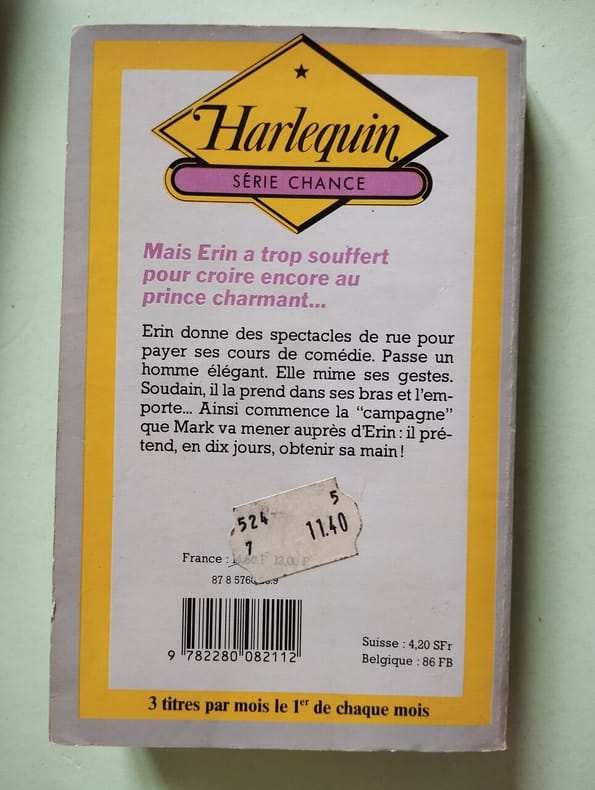 Harlequin
SÉRIE CHANCE
Mais Erin a trop souffert
pour croire encore au
prince charmant...
Erin donne des spectacles de rue pour
payer ses cours de comédie. Passe un
homme élégant. Elle mime ses gestes.
Soudain, il la prend dans ses bras et l'em-
porte... Ainsi commence la "campagne"
que Mark va mener auprès d'Erin : il pré-
tend, en dix jours, obtenir sa main !
524 5
7 11.40
France :
87 8 576
9 782280 082112
Suisse : 4,20 SFr
Belgique : 86 FB
3 titres par mois le 1er de chaque mois